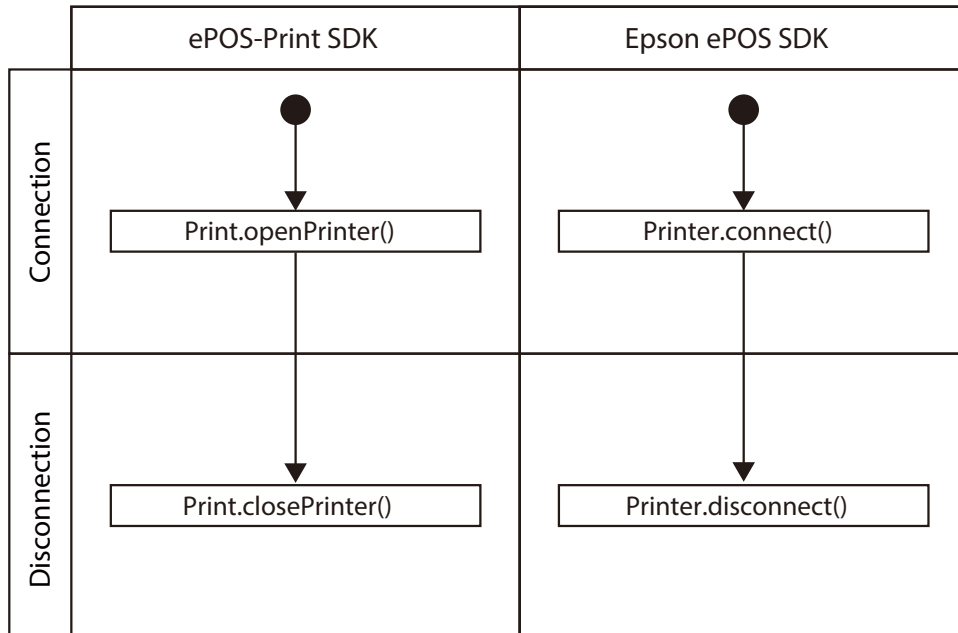 ePOS-Print SDK
Epson ePOS SDK
Connection
Print.openPrinter()
Printer.connect()
Disconnection
Print.closePrinter()
Printer.disconnect()